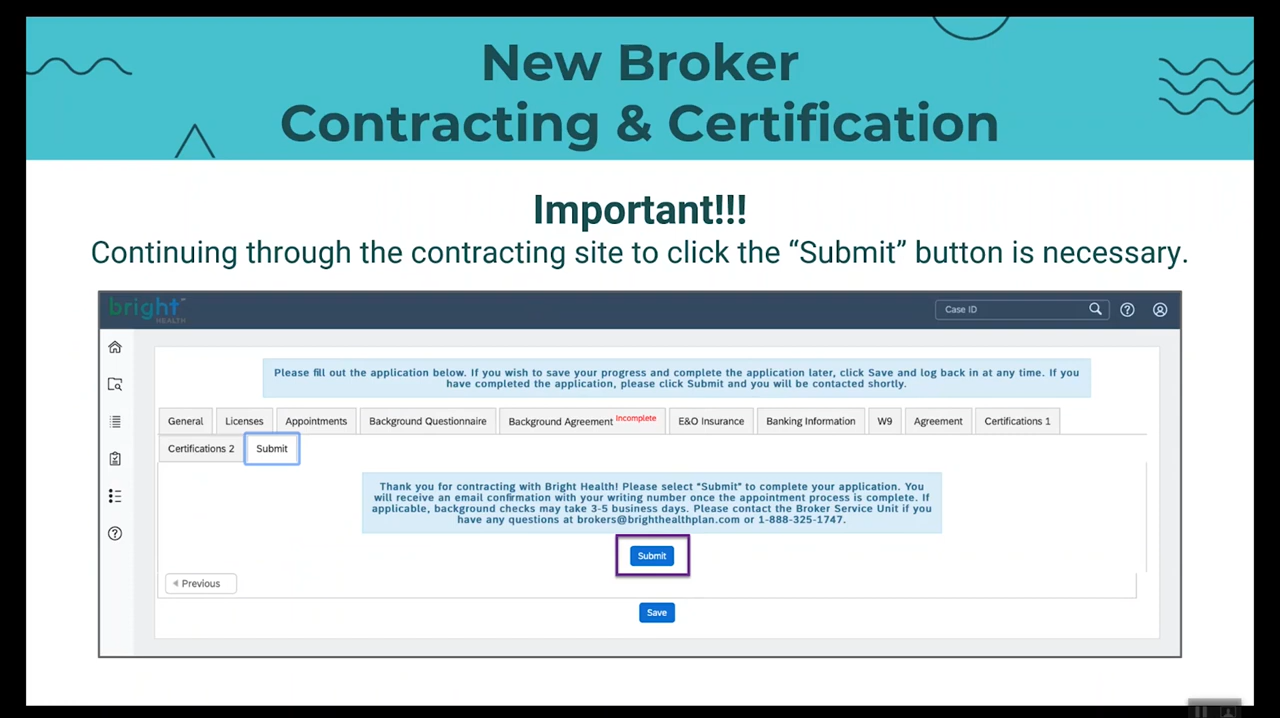 New Broker
Contracting & Certification
Important!!!
Continuing through the contracting site to click the “Submit” button is necessary.
bright
HEALTH
Case ID
Please fill out the application below. If you wish to save your progress and complete the application later, click Save and log back in at any time. If you
have completed the application, please click Submit and you will be contacted shortly.
General Licenses Appointments Background Questionnaire Background Agreement Incomplete E&O Insurance Banking Information W9 Agreement Certifications 1
Certifications 2 Submit
Thank you for contracting with Bright Health! Please select "Submit" to complete your application. You
will receive an email confirmation with your writing number once the appointment process is complete. If
applicable, background checks may take 3-5 business days. Please contact the Broker Service Unit if you
have any questions at brokers@brighthealthplan.com or 1-888-325-1747.
Submit
Previous
Save